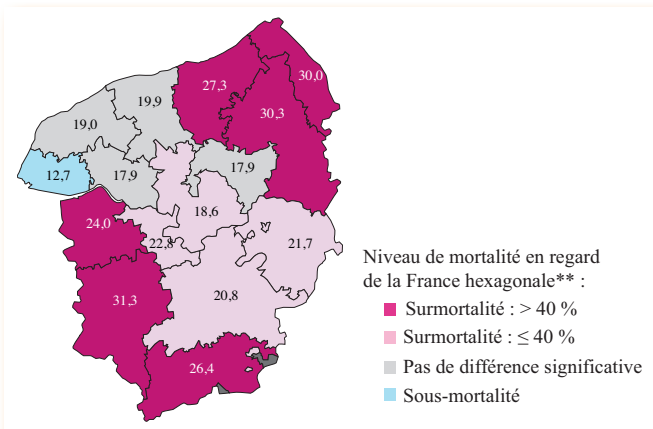 30,0
27,3
30,3
19,9
19,0
17,9
12,7
17,9
18,6
24,0
22,8
21,7
20,8
31,3
26,4
Niveau de mortalité en regard
de la France hexagonale** :
Surmortalité : > 40 %
Surmortalité : ≤ 40 %
Pas de différence significative
Sous-mortalité